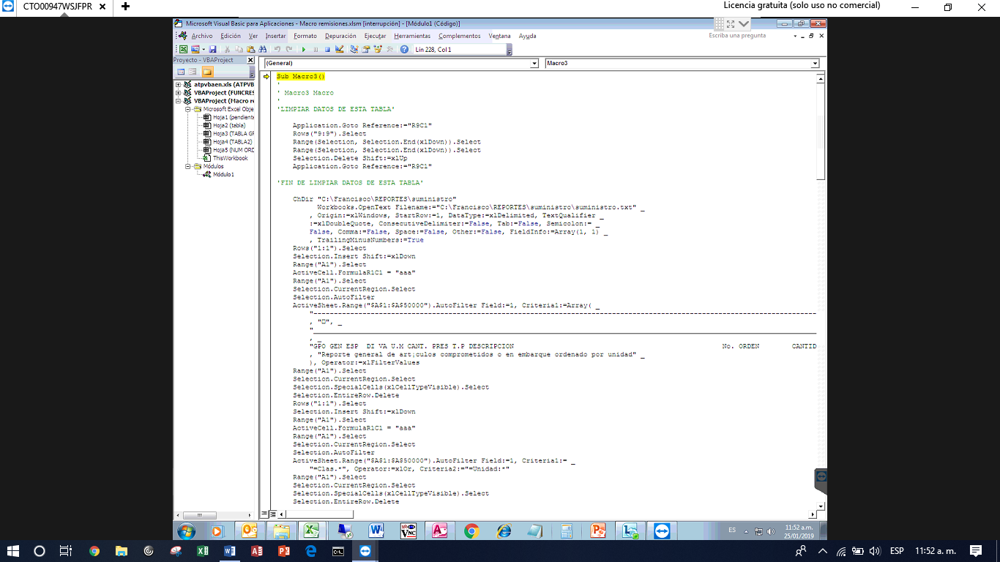 CTO00947WSJFPR
Licencia gratuita (solo uso no comercial)
Microsoft Visual Basic para Aplicaciones - Macro remisiones.xlsm [interrupción] - [Módulo1 (Código)]
Archivo Edición Ver Insertar Formato Depuración Ejecutar Herramientas Complementos Ventana Ayuda
Escriba una pregunta
Lín 228, Col 1
Proyecto - VBAProject
(General)
Macro3
atpvbaen.xls (ATPVB
VBAProject (FUNCRES
VBAProject (Macro re
Microsoft Excel Obje
Hoja1 (pendiente
Hoja2 (tabla)
Hoja3 (TABLA GF
Hoja4 (TABLA2)
Hoja5 (NUM ORD
ThisWorkbook
Módulos
Módulo1
Sub Macro3()
'
' Macro3 Macro
'
'LIMPIAR DATOS DE ESTA TABLA'
Application.Goto Reference:="R9C1"
Rows("9:9").Select
Range(Selection, Selection.End(xlDown)).Select
Range(Selection, Selection.End(xlDown)).Select
Selection.Delete Shift:=xlUp
Application.Goto Reference:="R9C1"
'FIN DE LIMPIAR DATOS DE ESTA TABLA'
ChDir "C:\Francisco\REPORTES\suministro"
Workbooks.OpenText Filename:="C:\Francisco\REPORTES\suministro\suministro.txt" _
, Origin:=xlWindows, StartRow:=1, DataType:=xlDelimited, TextQualifier _
:=xlDoubleQuote, ConsecutiveDelimiter:=False, Tab:=False, Semicolon:= _
False, Comma:=False, Space:=False, Other:=False, FieldInfo:=Array(1, 1) _
, TrailingMinusNumbers:=True
Rows("1:1").Select
Selection.Insert Shift:=xlDown
Range("A1").Select
ActiveCell.FormulaR1C1 = "aaa"
Range("A1").Select
Selection.CurrentRegion.Select
Selection.AutoFilter
ActiveSheet.Range("$A$1:$A$50000").AutoFilter Field:=1, Criteria1:=Array( _
"--------------------------------------------------------------------------------
, "□", _
"________________________________________________________________________________
, _
"GPO GEN ESP  DI VA U.M CANT. PRES T.P DESCRIPCION No. ORDEN CANTID
, "Reporte general de art¡culos comprometidos o en embarque ordenado por unidad" _
), Operator:=xlFilterValues
Range("A1").Select
Selection.CurrentRegion.Select
Selection.SpecialCells(xlCellTypeVisible).Select
Selection.EntireRow.Delete
Rows("1:1").Select
Selection.Insert Shift:=xlDown
Range("A1").Select
ActiveCell.FormulaR1C1 = "aaa"
Range("A1").Select
Selection.CurrentRegion.Select
Selection.AutoFilter
ActiveSheet.Range("$A$1:$A$50000").AutoFilter Field:=1, Criteria1:= _
"=Clas.*", Operator:=xlOr, Criteria2:="=Unidad:*"
Range("A1").Select
Selection.CurrentRegion.Select
Selection.SpecialCells(xlCellTypeVisible).Select
Selection.EntireRow.Delete
ES
11:52 a.m.
25/01/2019
ESP
11:52 a. m.